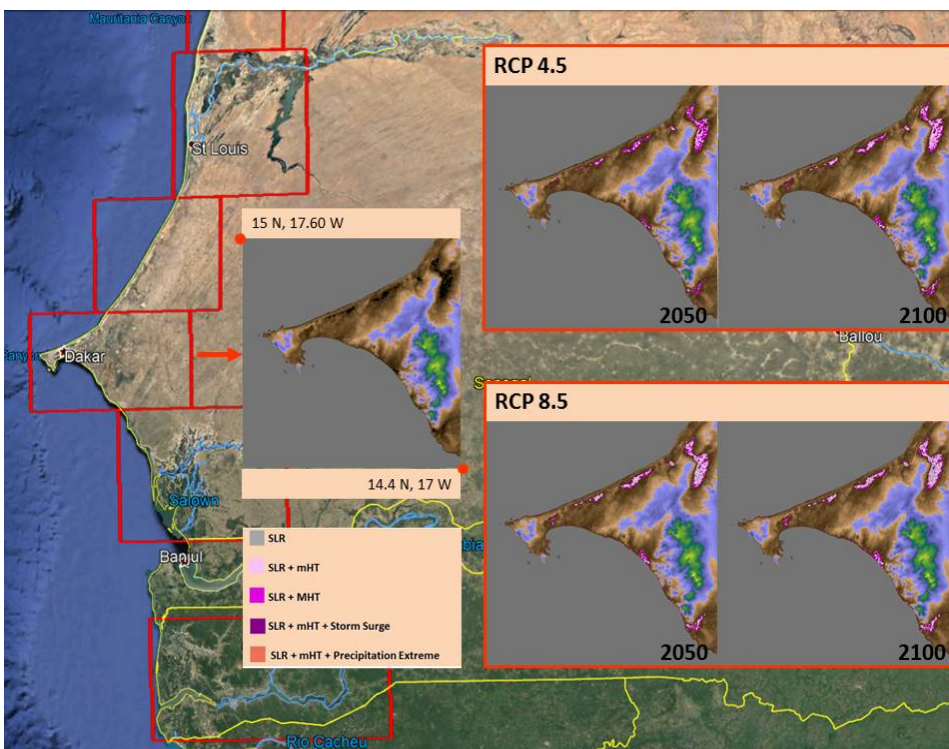 Mauritania Canyon
St Louis
Dakar
Salown
Banjul
Rio Cacheu
Ballou
15 N, 17.60 W
14.4 N, 17 W
SLR
SLR + mHT
SLR + MHT
SLR + mHT + Storm Surge
SLR + mHT + Precipitation Extreme
RCP 4.5
2050
2100
RCP 8.5
2050
2100